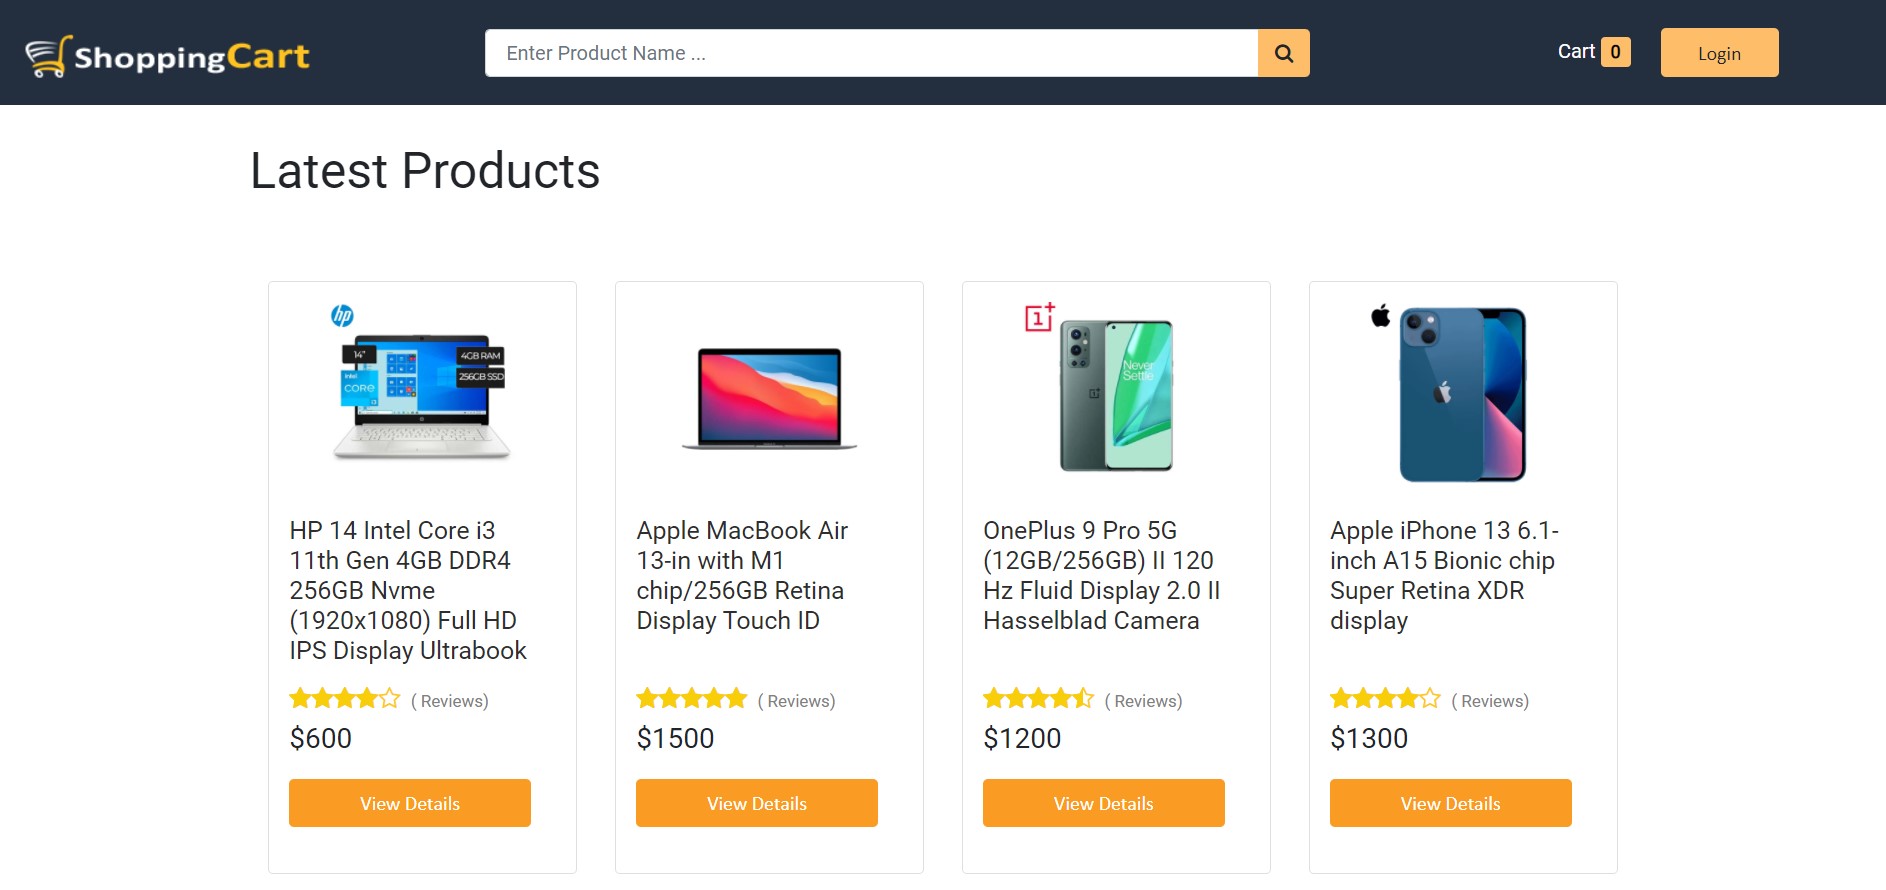 ShoppingCart
Enter Product Name ...
Cart 0
Login
Latest Products
hp
14"
4GB RAM
256GB SSD
intel
CORE
i3
HP 14 Intel Core i3
11th Gen 4GB DDR4
256GB Nvme
(1920x1080) Full HD
IPS Display Ultrabook
( Reviews)
$600
View Details
Apple MacBook Air
13-in with M1
chip/256GB Retina
Display Touch ID
( Reviews)
$1500
View Details
1+
Never
Settle
1+
OnePlus 9 Pro 5G
(12GB/256GB) II 120
Hz Fluid Display 2.0 II
Hasselblad Camera
( Reviews)
$1200
View Details
Apple iPhone 13 6.1-
inch A15 Bionic chip
Super Retina XDR
display
( Reviews)
$1300
View Details